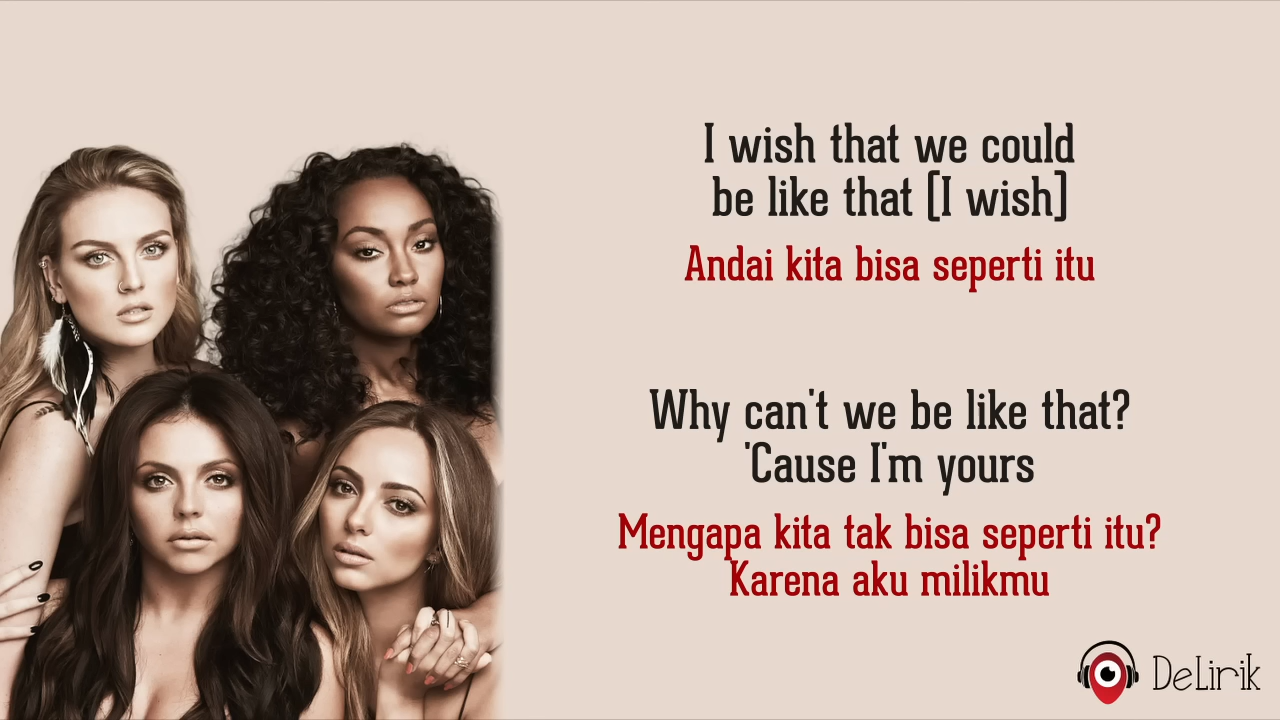 I wish that we could
be like that [I wish]
Andai kita bisa seperti itu
Why can't we be like that?
'Cause I'm yours
Mengapa kita tak bisa seperti itu?
Karena aku milikmu
DeLirik